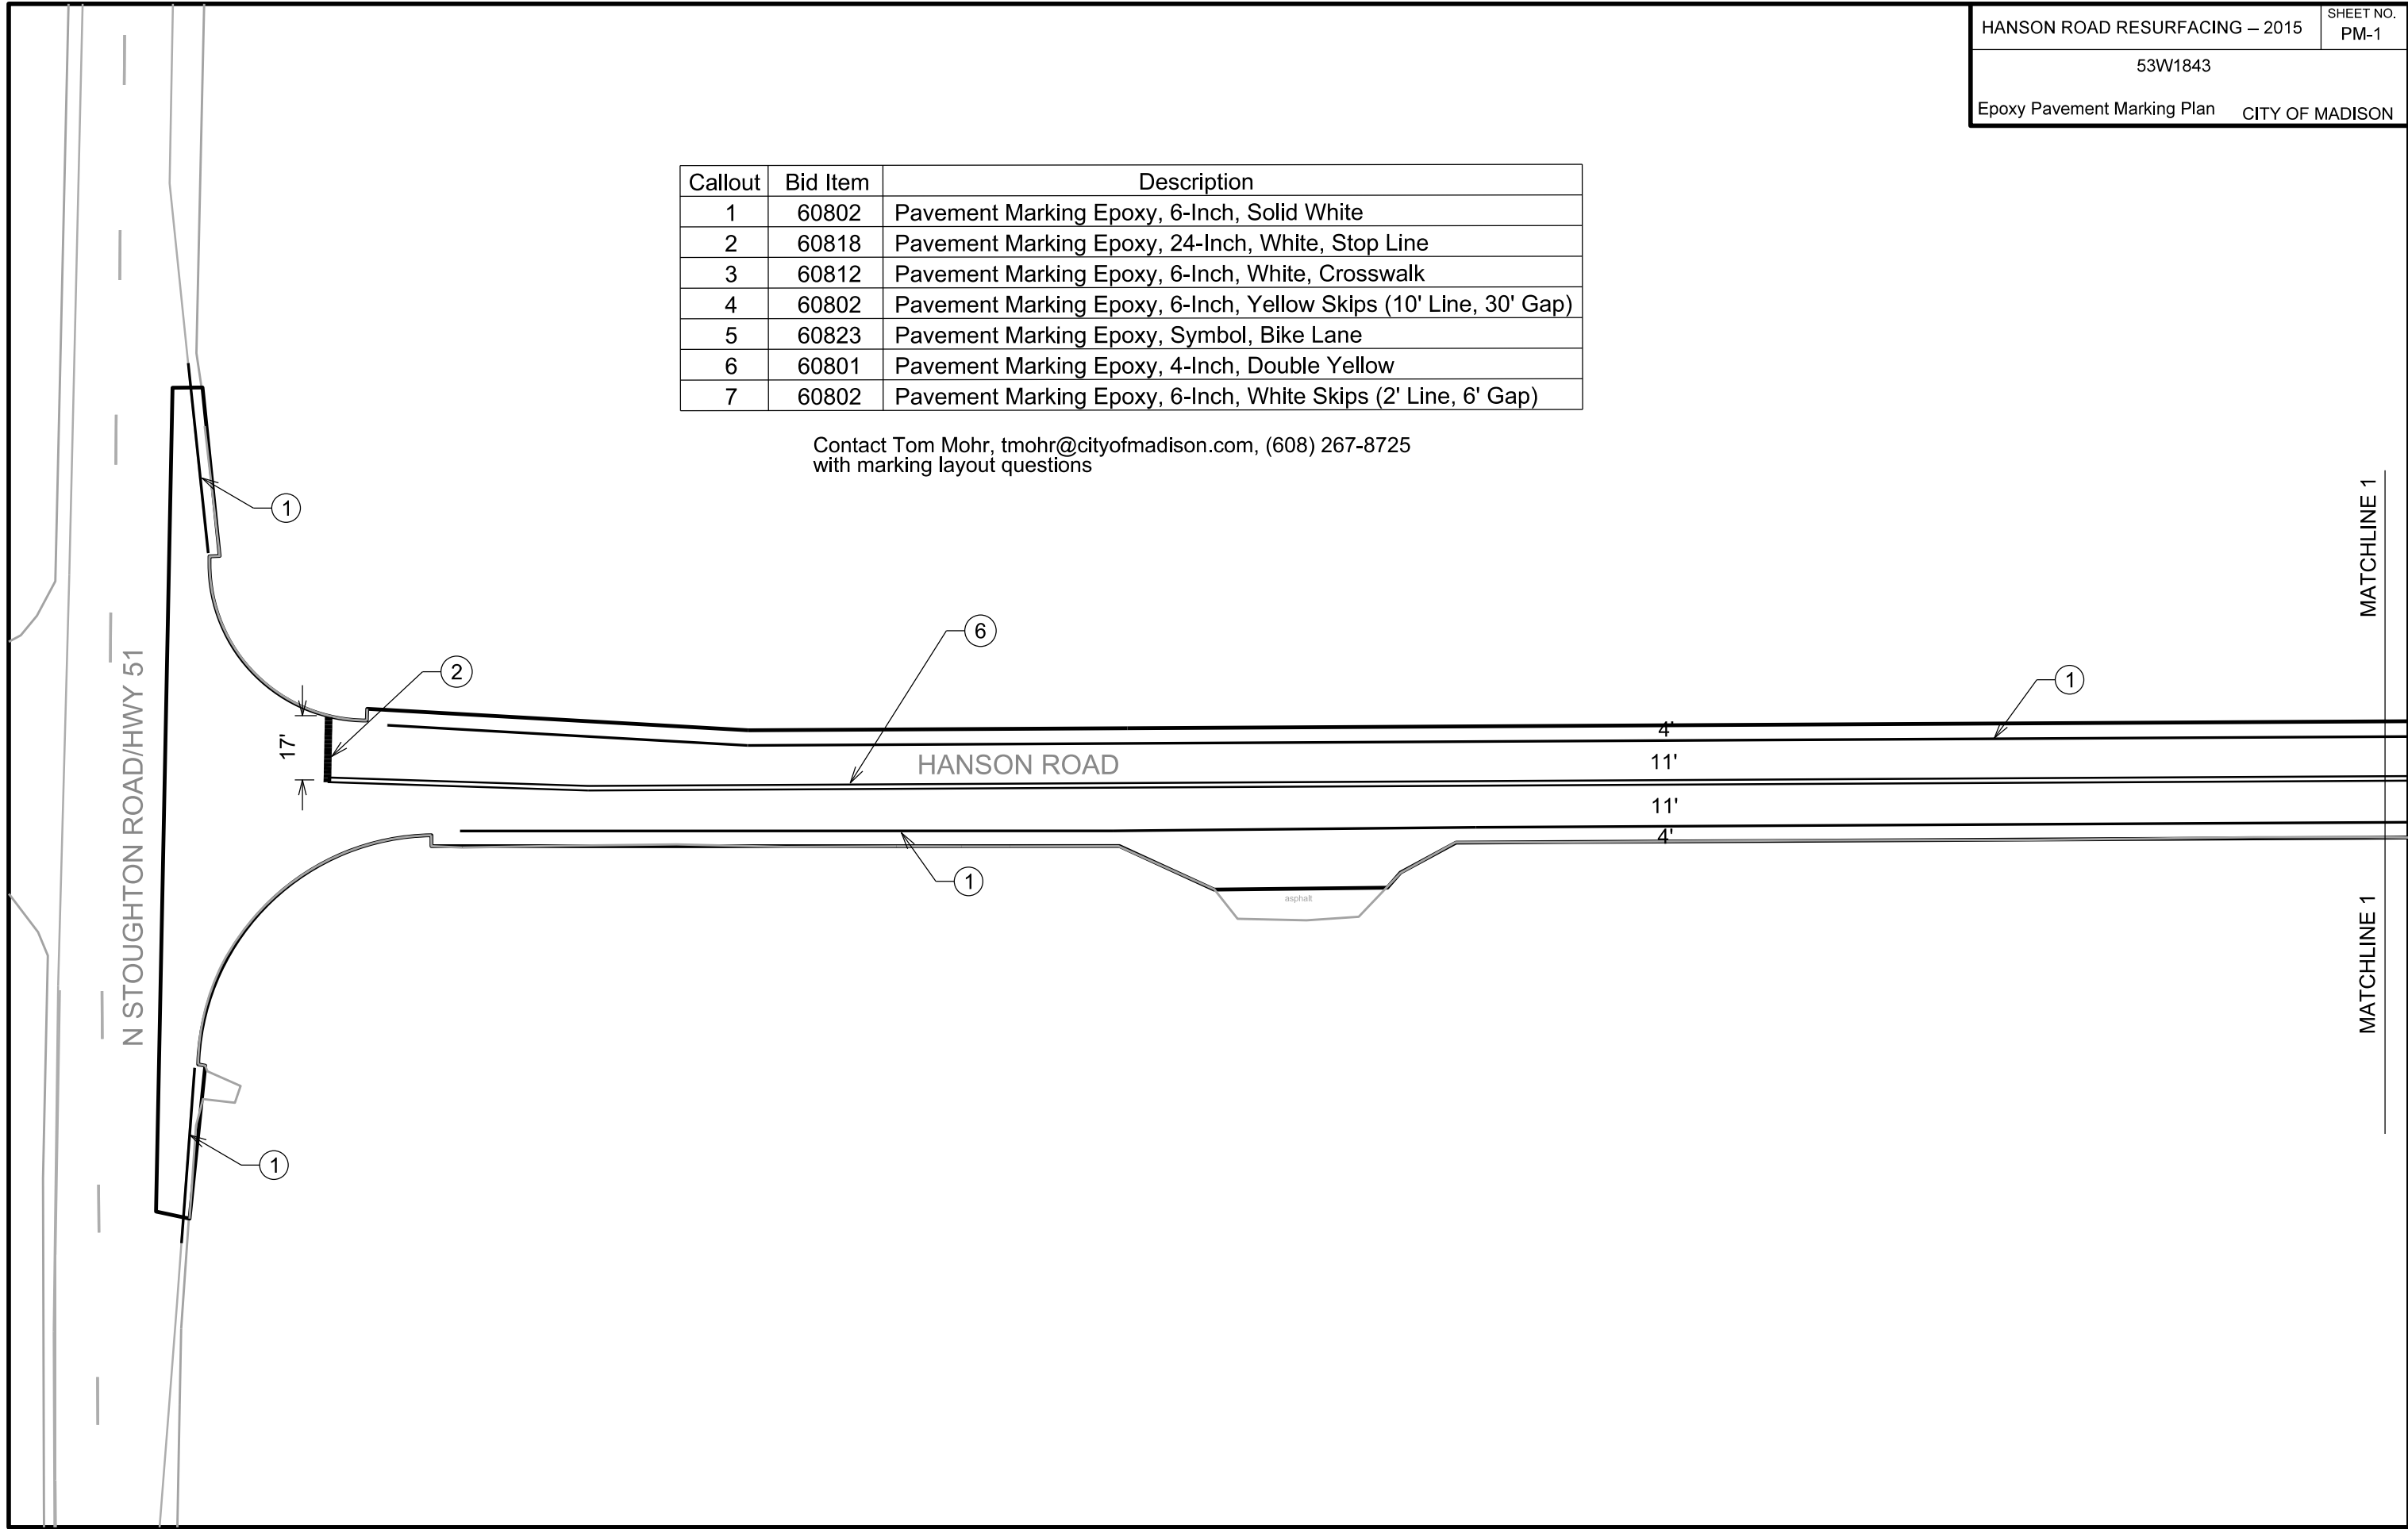 HANSON ROAD RESURFACING – 2015
SHEET NO.
PM-1
53W1843
Epoxy Pavement Marking Plan CITY OF MADISON
Callout Bid Item Description
1 60802 Pavement Marking Epoxy, 6-Inch, Solid White
2 60818 Pavement Marking Epoxy, 24-Inch, White, Stop Line
3 60812 Pavement Marking Epoxy, 6-Inch, White, Crosswalk
4 60802 Pavement Marking Epoxy, 6-Inch, Yellow Skips (10' Line, 30' Gap)
5 60823 Pavement Marking Epoxy, Symbol, Bike Lane
6 60801 Pavement Marking Epoxy, 4-Inch, Double Yellow
7 60802 Pavement Marking Epoxy, 6-Inch, White Skips (2' Line, 6' Gap)
Contact Tom Mohr, tmohr@cityofmadison.com, (608) 267-8725
with marking layout questions
1
MATCHLINE 1
6
2
1
N STOUGHTON ROAD/HWY 51
17'
4'
HANSON ROAD
11'
11'
4'
1
asphalt
MATCHLINE 1
1